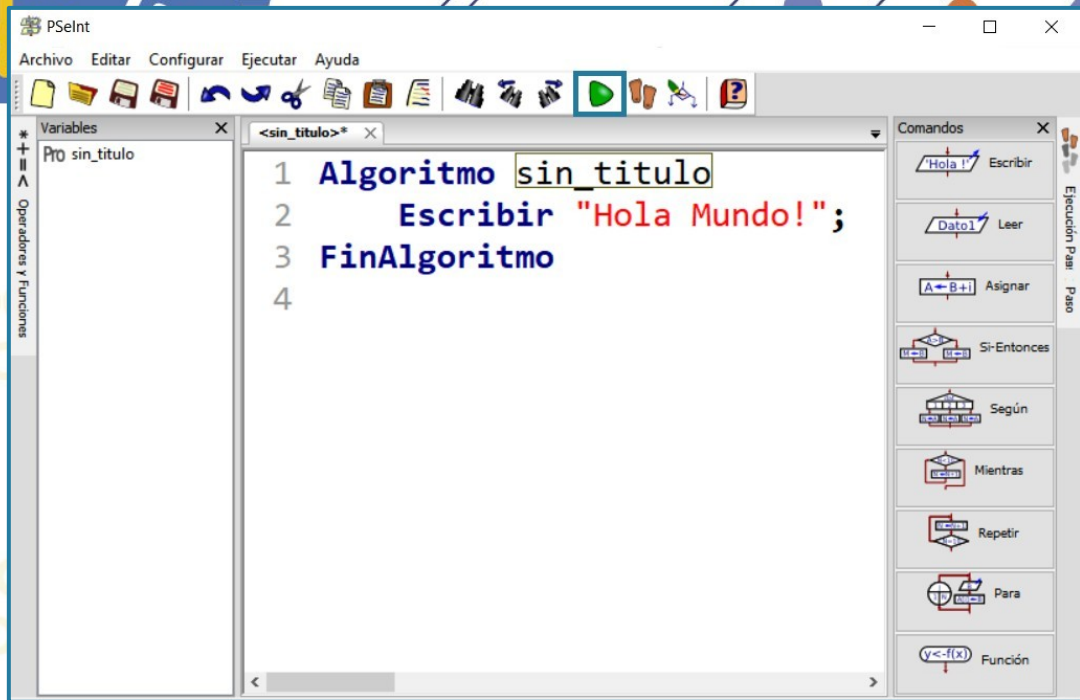 PSeInt
Archivo Editar Configurar Ejecutar Ayuda
Variables
Pro sin_titulo
* + = < Operadores y Funciones
<sin_titulo>*
1 Algoritmo sin_titulo
2 Escribir "Hola Mundo!";
3 FinAlgoritmo
4
Comandos
'Hola !' Escribir
Dato1 Leer
A←B+i Asignar
Si-Entonces
Según
Mientras
Repetir
Para
y<-f(x) Función
Ejecución Paso Paso